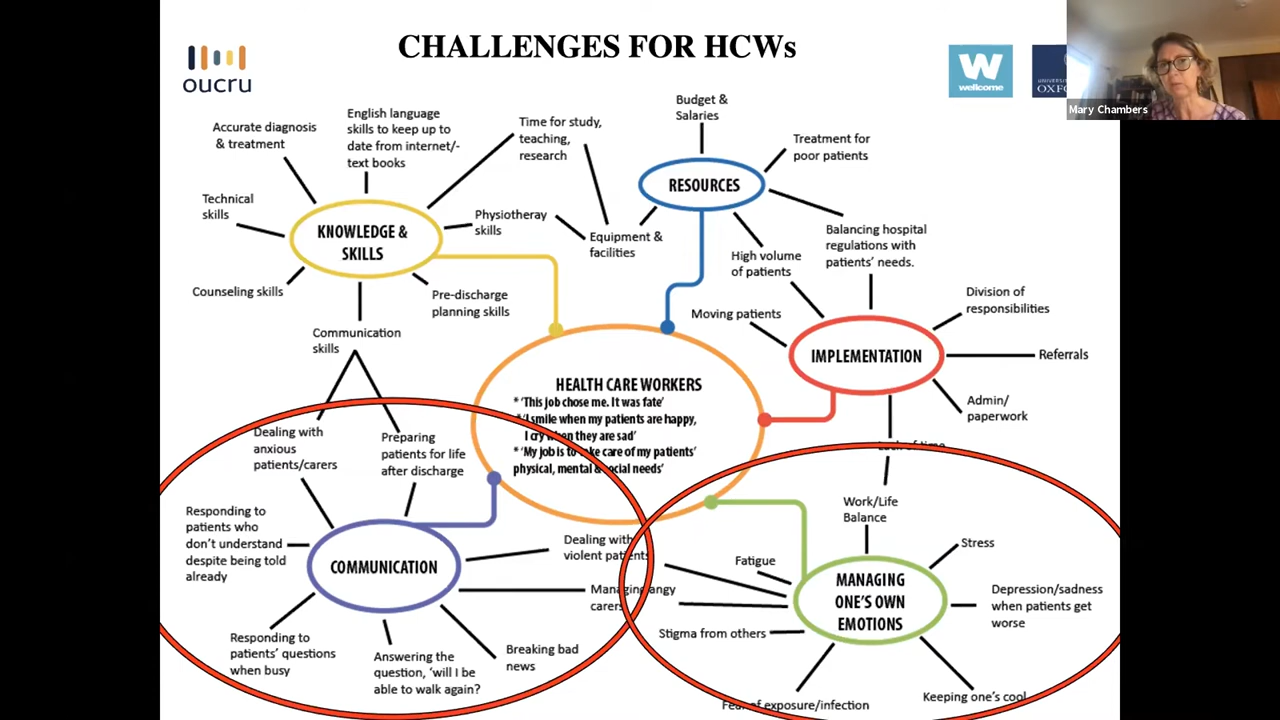 CHALLENGES FOR HCWs
oucru
W
wellcome
Mary Chambers
Accurate diagnosis
& treatment
English language
skills to keep up to
date from internet/-
text books
Time for study,
teaching,
research
Technical
skills
KNOWLEDGE &
SKILLS
Physiotheray
skills
Counseling skills
Pre-discharge
planning skills
Communication
skills
Budget &
Salaries
Treatment for
poor patients
RESOURCES
Equipment &
facilities
High volume
of patients
Balancing hospital
regulations with
patients' needs.
Moving patients
Division of
responsibilities
IMPLEMENTATION
Referrals
Admin/
paperwork
Lack of time
HEALTH CARE WORKERS
* 'This job chose me. It was fate'
* 'I smile when my patients are happy,
I cry when they are sad'
* 'My job is to take care of my patients'
physical, mental & social needs'
Dealing with
anxious
patients/carers
Preparing
patients for life
after discharge
Responding to
patients who
don't understand
despite being told
already
COMMUNICATION
Dealing with
violent patients
Managing angy
carers
Responding to
patients' questions
when busy
Answering the
question, 'will I be
able to walk again?
Breaking bad
news
Work/Life
Balance
Fatigue
Stress
MANAGING
ONE'S OWN
EMOTIONS
Depression/sadness
when patients get
worse
Stigma from others
Fear of exposure/infection
Keeping one's cool